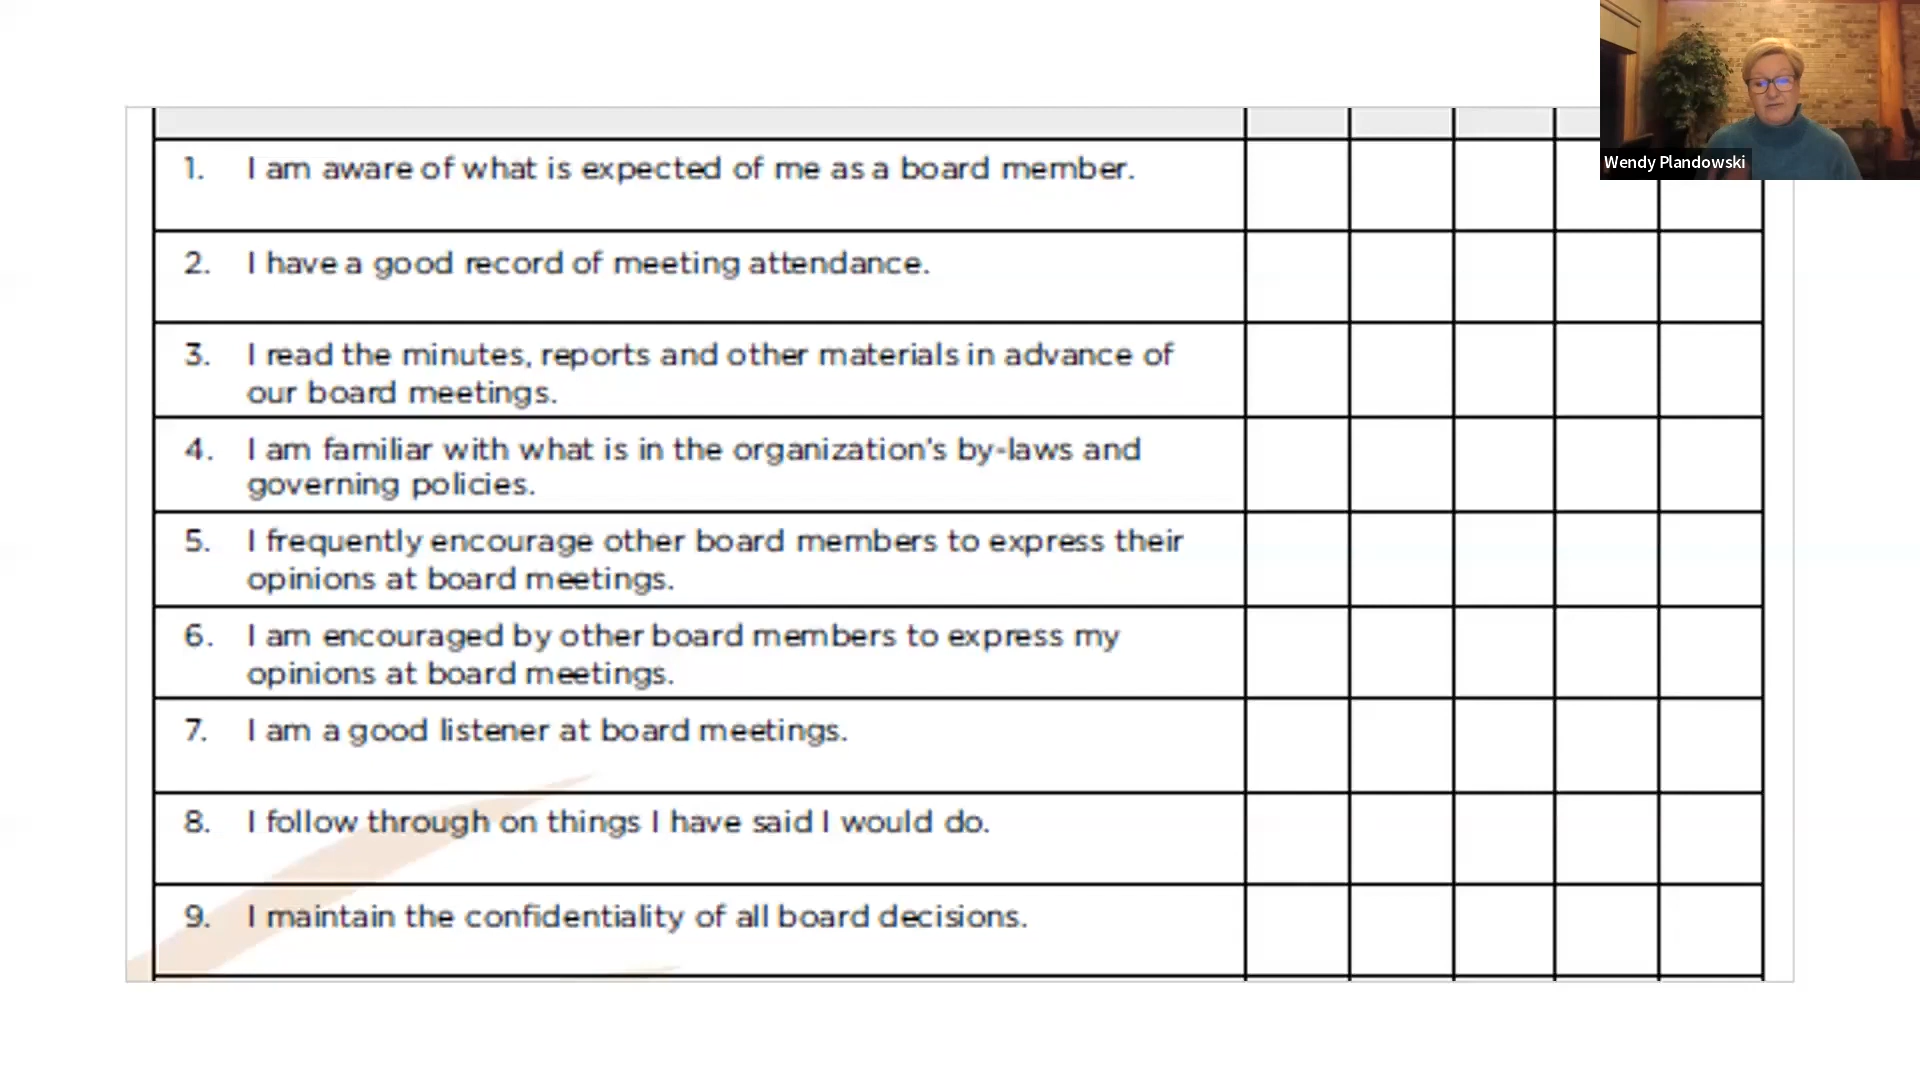 1. I am aware of what is expected of me as a board member.
2. I have a good record of meeting attendance.
3. I read the minutes, reports and other materials in advance of
our board meetings.
4. I am familiar with what is in the organization's by-laws and
governing policies.
5. I frequently encourage other board members to express their
opinions at board meetings.
6. I am encouraged by other board members to express my
opinions at board meetings.
7. I am a good listener at board meetings.
8. I follow through on things I have said I would do.
9. I maintain the confidentiality of all board decisions.
Wendy Plandowski